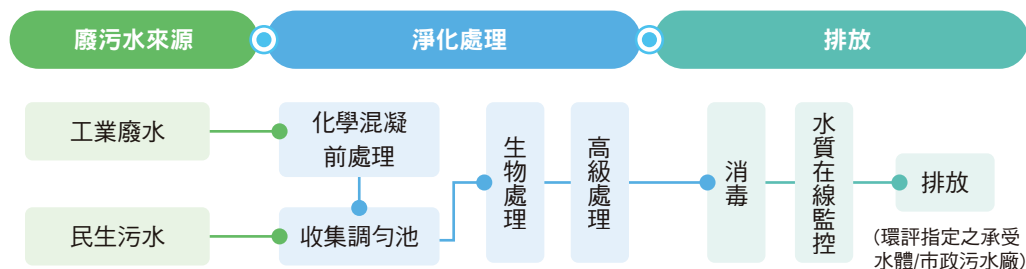 廢污水來源
淨化處理
排放
工業廢水
化學混凝
前處理
民生污水
收集調勻池
生物處理
高級處理
消毒
水質在線監控
排放
（環評指定之承受
水體/市政污水廠）